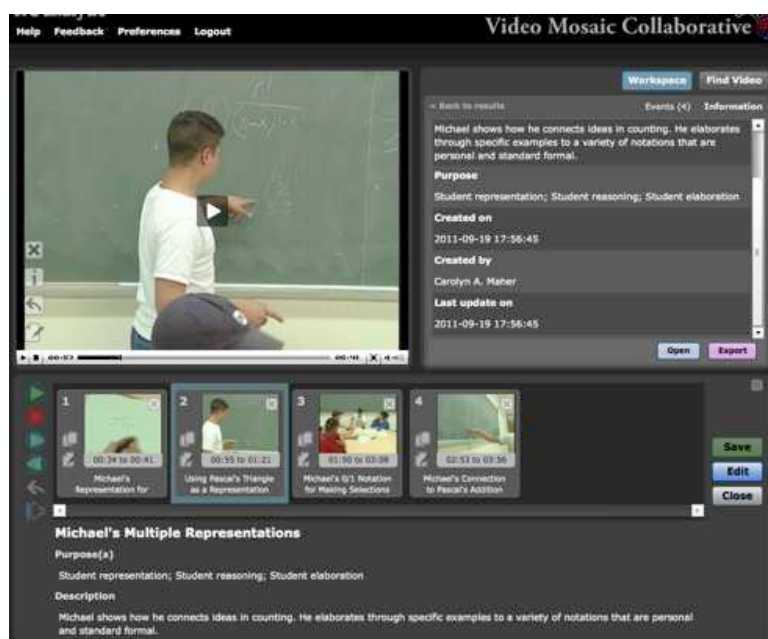 Help Feedback Preferences Logout
Video Mosaic Collaborative
Workspace Find Video
« Back to results Events (4) Information
Michael shows how he connects ideas in counting. He elaborates
through specific examples to a variety of notations that are
personal and standard formal.
Purpose
Student representation; Student reasoning; Student elaboration
Created on
2011-09-19 17:56:45
Created by
Carolyn A. Maher
Last update on
2011-09-19 17:56:45
Open Export
1
00:34 to 00:41
Michael's
Representation for
2
00:55 to 01:21
Using Pascal's Triangle
as a Representation
3
01:50 to 03:38
Michael's 0/1 Notation
for Making Selections
4
02:53 to 03:56
Michael's Connection
to Pascal's Addition
Save
Edit
Close
Michael's Multiple Representations
Purpose(s)
Student representation; Student reasoning; Student elaboration
Description
Michael shows how he connects ideas in counting. He elaborates through specific examples to a variety of notations that are personal
and standard formal.